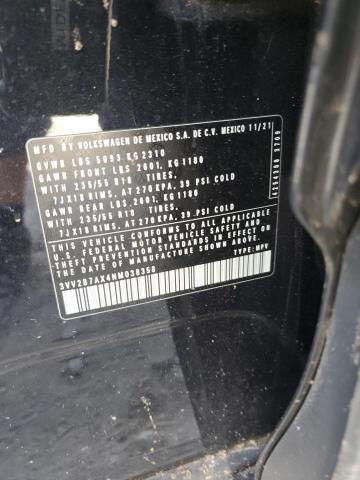 MFD BY VOLKSWAGEN DE MEXICO S.A. DE C.V. MEXICO 11/21
GVWR LBS 5093 KG 2310
GAWR FRONT LBS 2601, KG 1180
WITH 235/55 R18 TIRES,
7JX18 RIMS, AT 270KPA, 39 PSI COLD
GAWR REAR LBS 2601, KG 1180
WITH 235/55 R18 TIRES,
7JX18 RIMS, AT 270KPA, 39 PSI COLD
THIS VEHICLE CONFORMS TO ALL APPLICABLE
U.S. FEDERAL MOTOR VEHICLE SAFETY AND
THEFT PREVENTION STANDARDS IN EFFECT ON THE
DATE OF MANUFACTURE SHOWN ABOVE.
3VV2B7AX4NM038350 TYPE:MPV